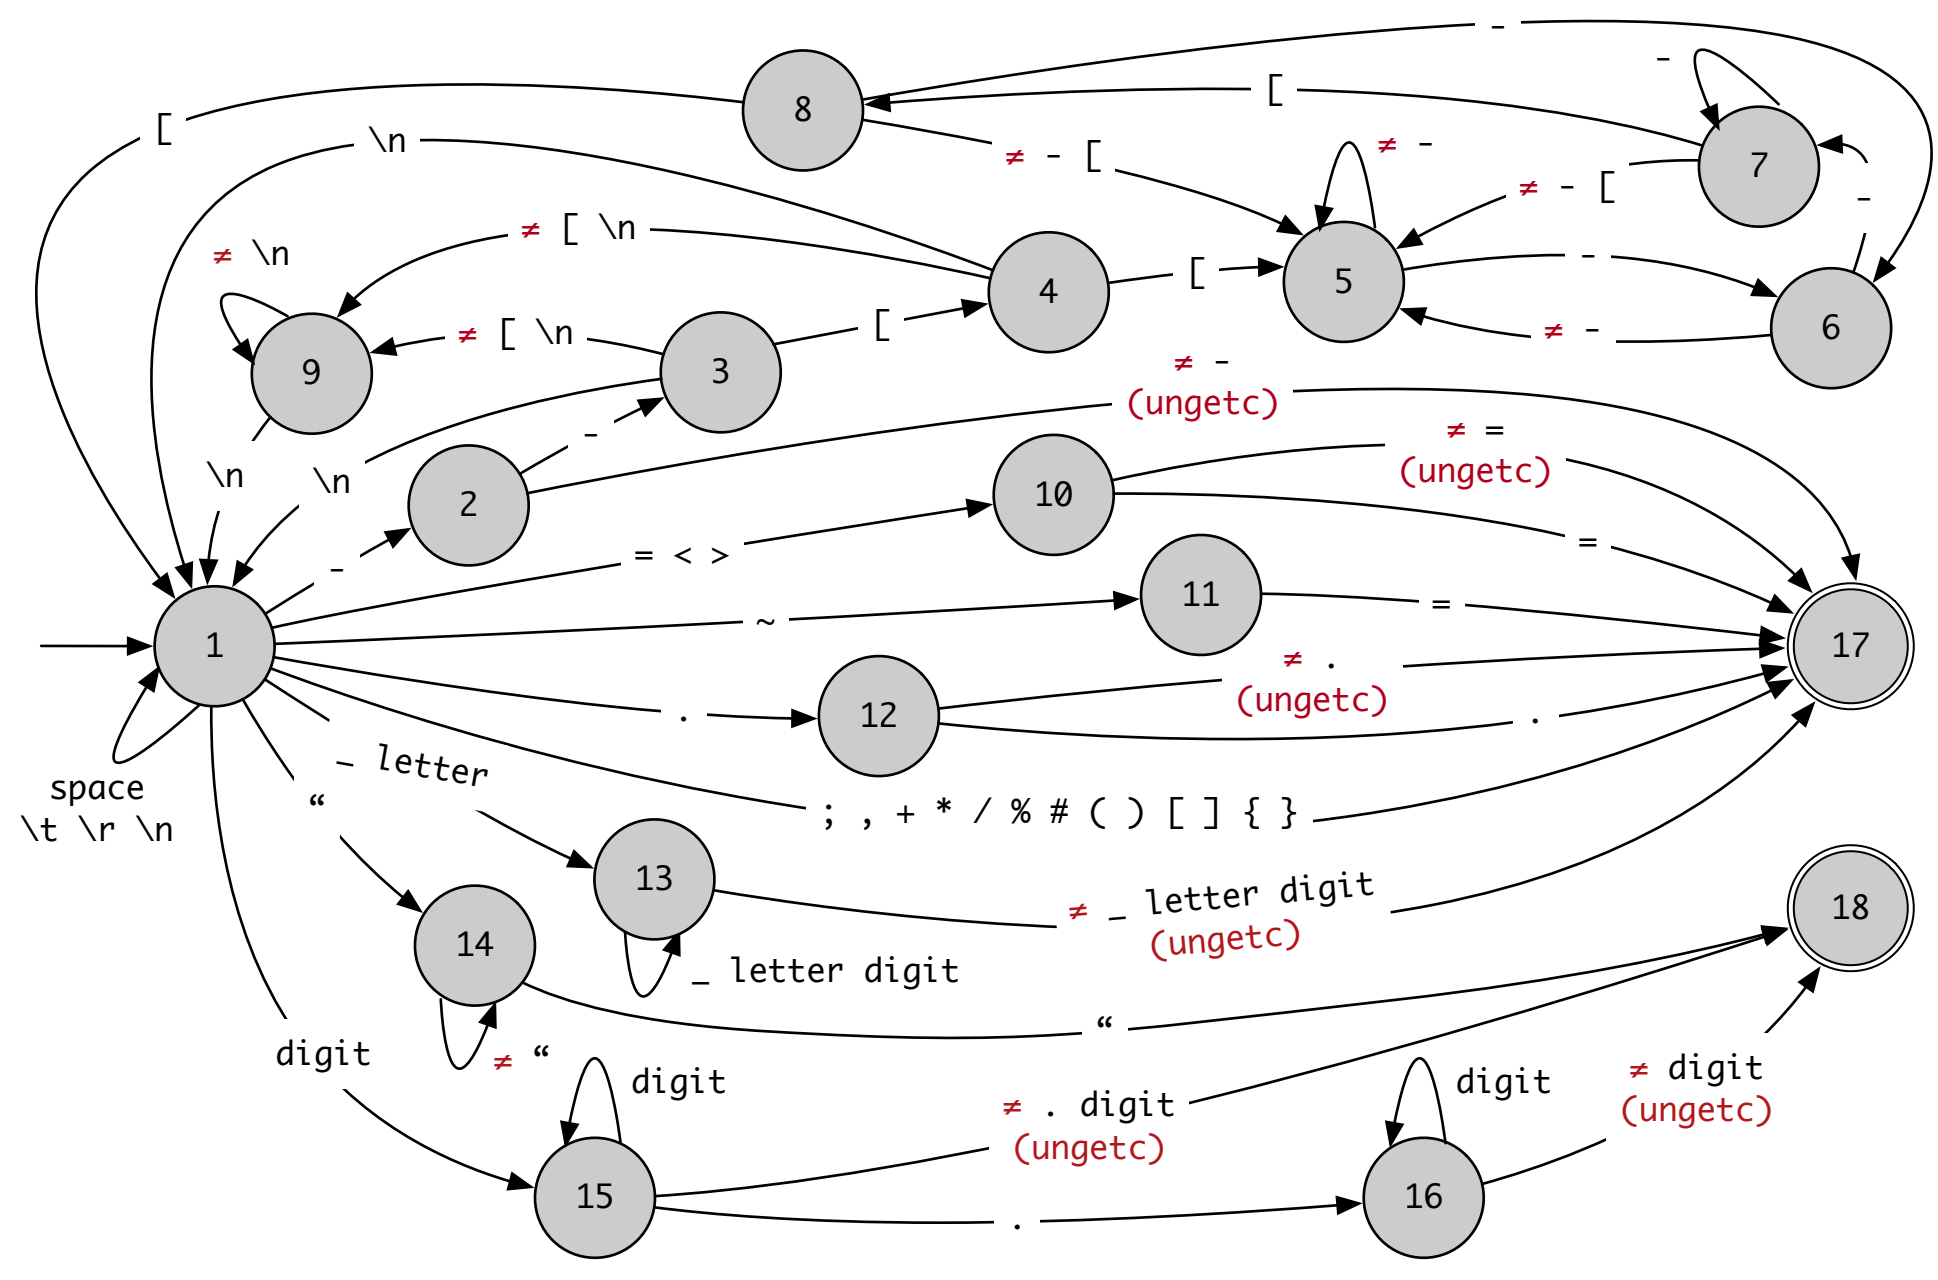 -
[
-
8
[
\n
≠ - [
≠ -
7
≠ - [
-
≠ [ \n
≠ \n
4
[
5
-
6
≠ -
[
≠ [ \n
3
9
≠ -
(ungetc)
-
≠ =
(ungetc)
\n
\n
2
10
=
= < >
-
11
=
~
1
17
≠ .
(ungetc)
.
12
.
_ letter
space
\t \r \n
“
; , + * / % # ( ) [ ] { }
13
≠ _ letter digit
(ungetc)
18
14
_ letter digit
“
≠ “
digit
digit
≠ . digit
(ungetc)
digit
≠ digit
(ungetc)
15
.
16